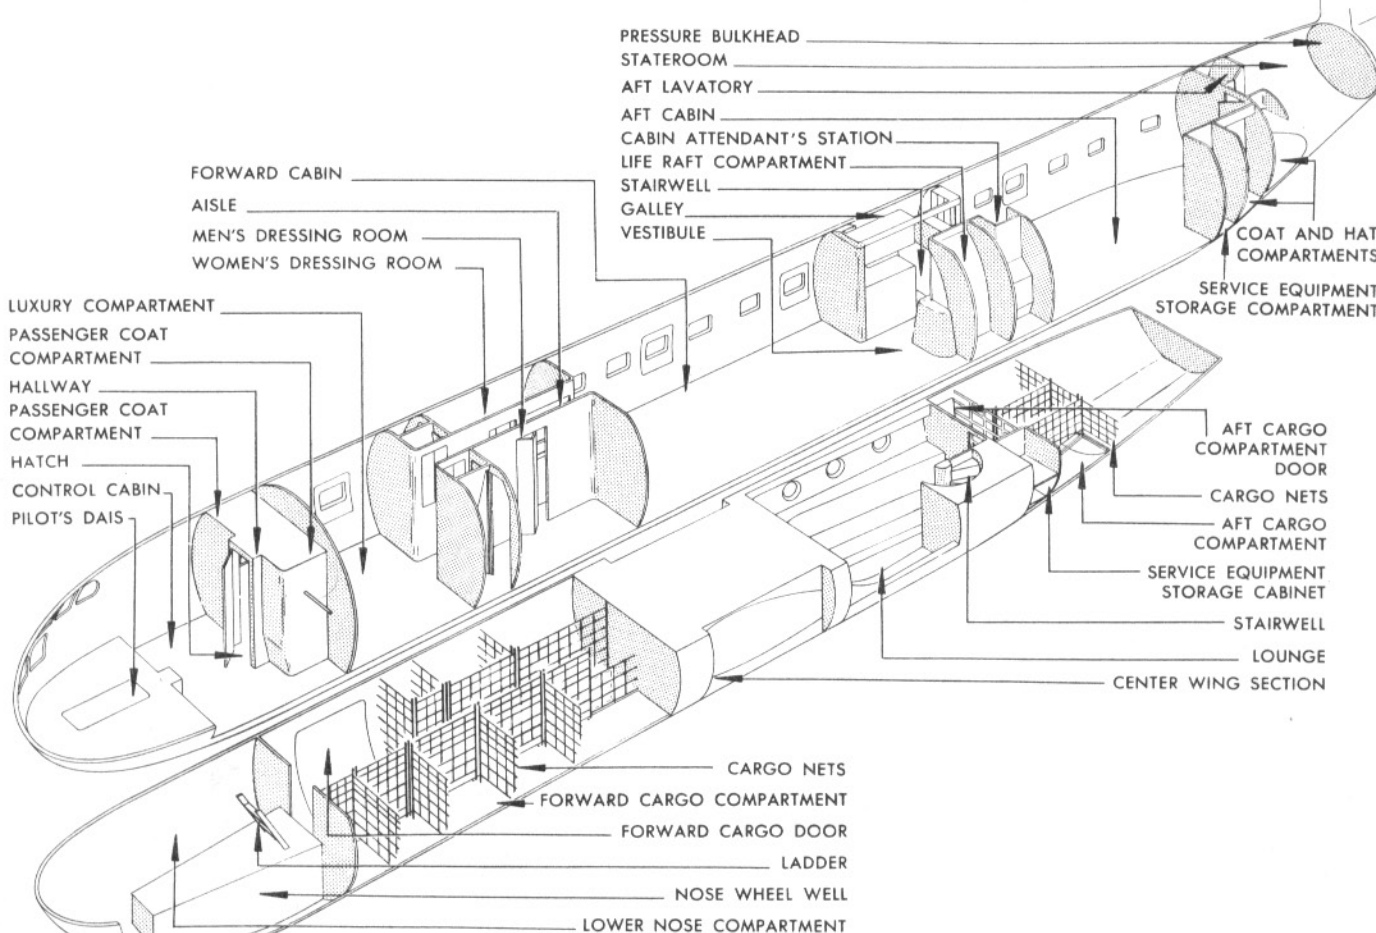 PRESSURE BULKHEAD
STATEROOM
AFT LAVATORY
AFT CABIN
CABIN ATTENDANT'S STATION
LIFE RAFT COMPARTMENT
STAIRWELL
GALLEY
VESTIBULE
FORWARD CABIN
AISLE
MEN'S DRESSING ROOM
WOMEN'S DRESSING ROOM
LUXURY COMPARTMENT
PASSENGER COAT
COMPARTMENT
HALLWAY
PASSENGER COAT
COMPARTMENT
HATCH
CONTROL CABIN
PILOT'S DAIS
COAT AND HAT
COMPARTMENTS
SERVICE EQUIPMENT
STORAGE COMPARTMENT
AFT CARGO
COMPARTMENT
DOOR
CARGO NETS
AFT CARGO
COMPARTMENT
SERVICE EQUIPMENT
STORAGE CABINET
STAIRWELL
LOUNGE
CENTER WING SECTION
CARGO NETS
FORWARD CARGO COMPARTMENT
FORWARD CARGO DOOR
LADDER
NOSE WHEEL WELL
LOWER NOSE COMPARTMENT